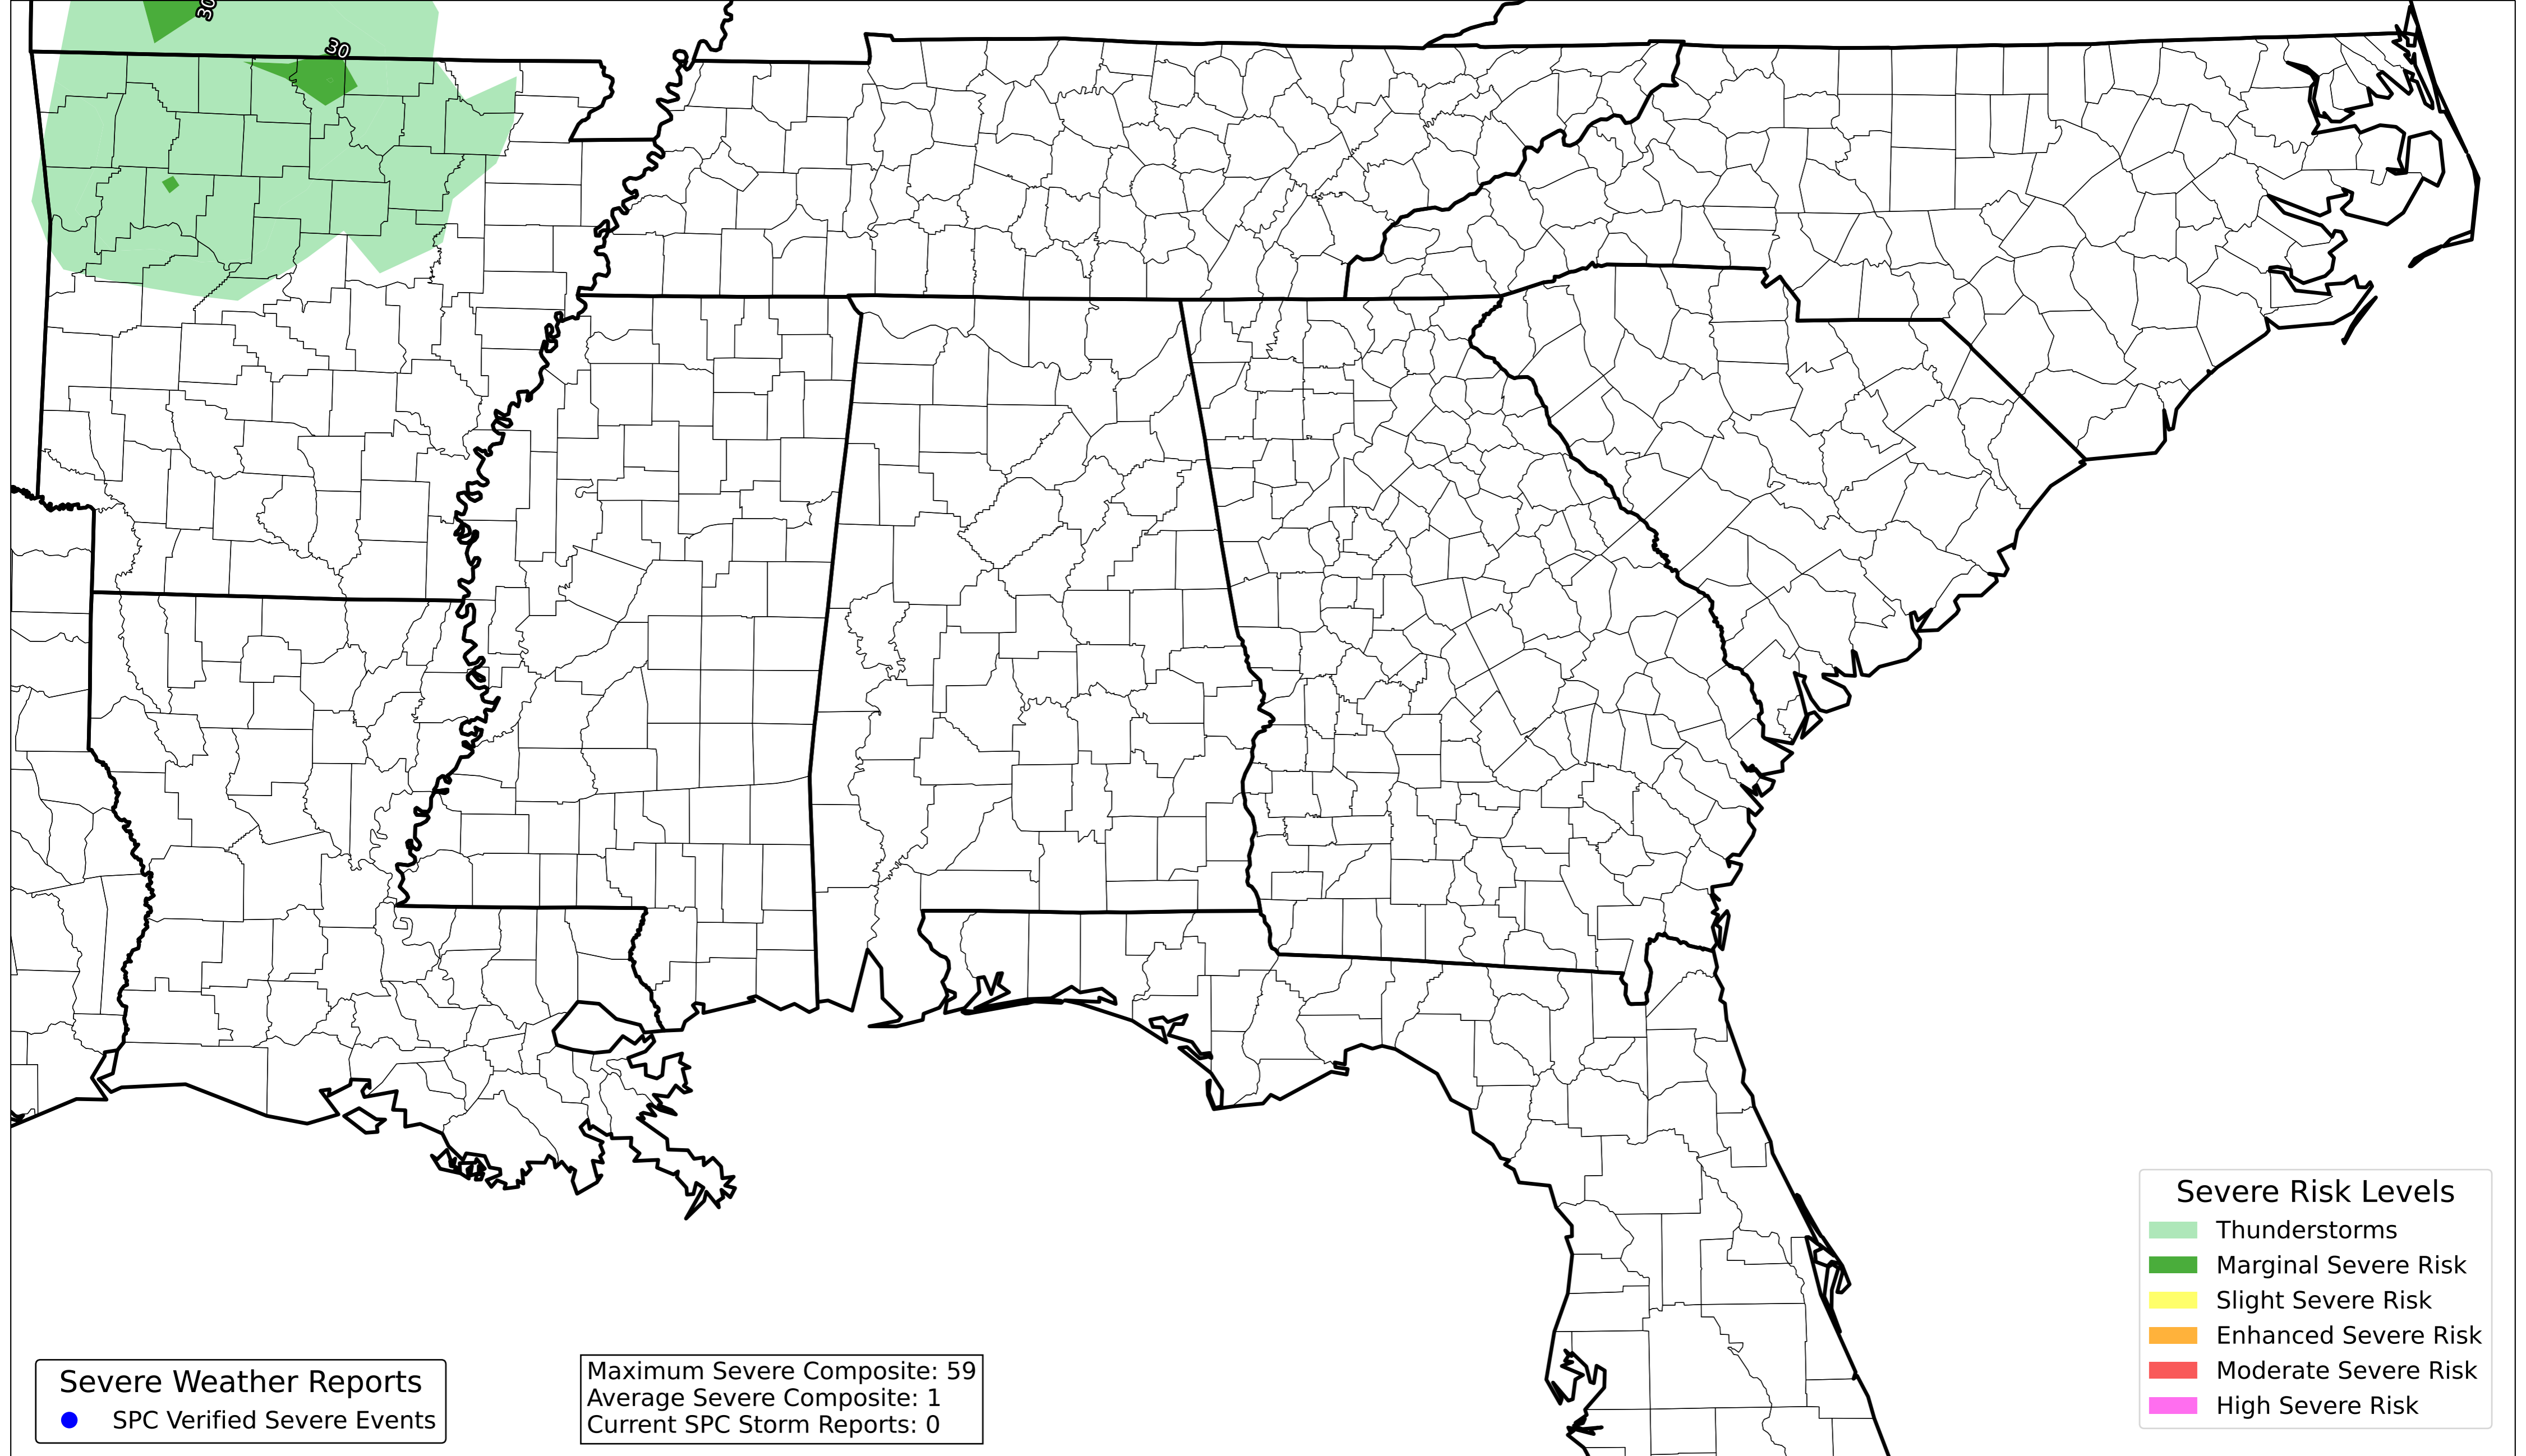 30
30
Severe Risk Levels
Thunderstorms
Marginal Severe Risk
Slight Severe Risk
Enhanced Severe Risk
Moderate Severe Risk
High Severe Risk
Severe Weather Reports
SPC Verified Severe Events
Maximum Severe Composite: 59
Average Severe Composite: 1
Current SPC Storm Reports: 0